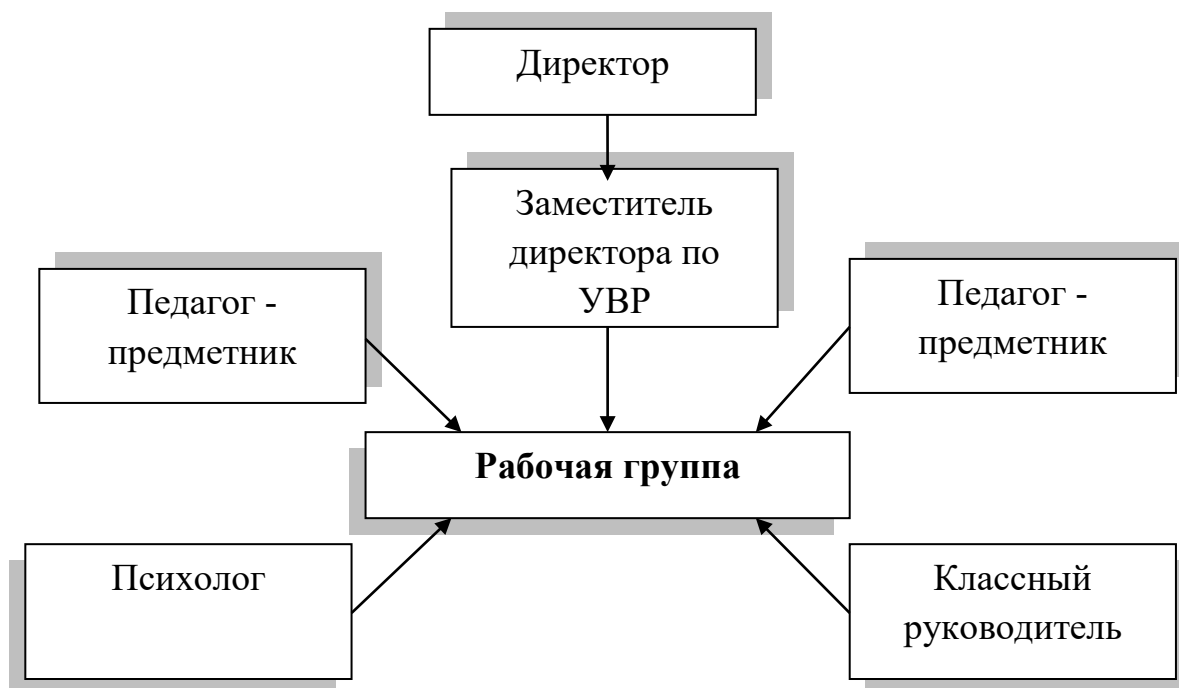 Директор
Заместитель
директора по
УВР
Педагог -
предметник
Педагог -
предметник
Рабочая группа
Психолог
Классный
руководитель